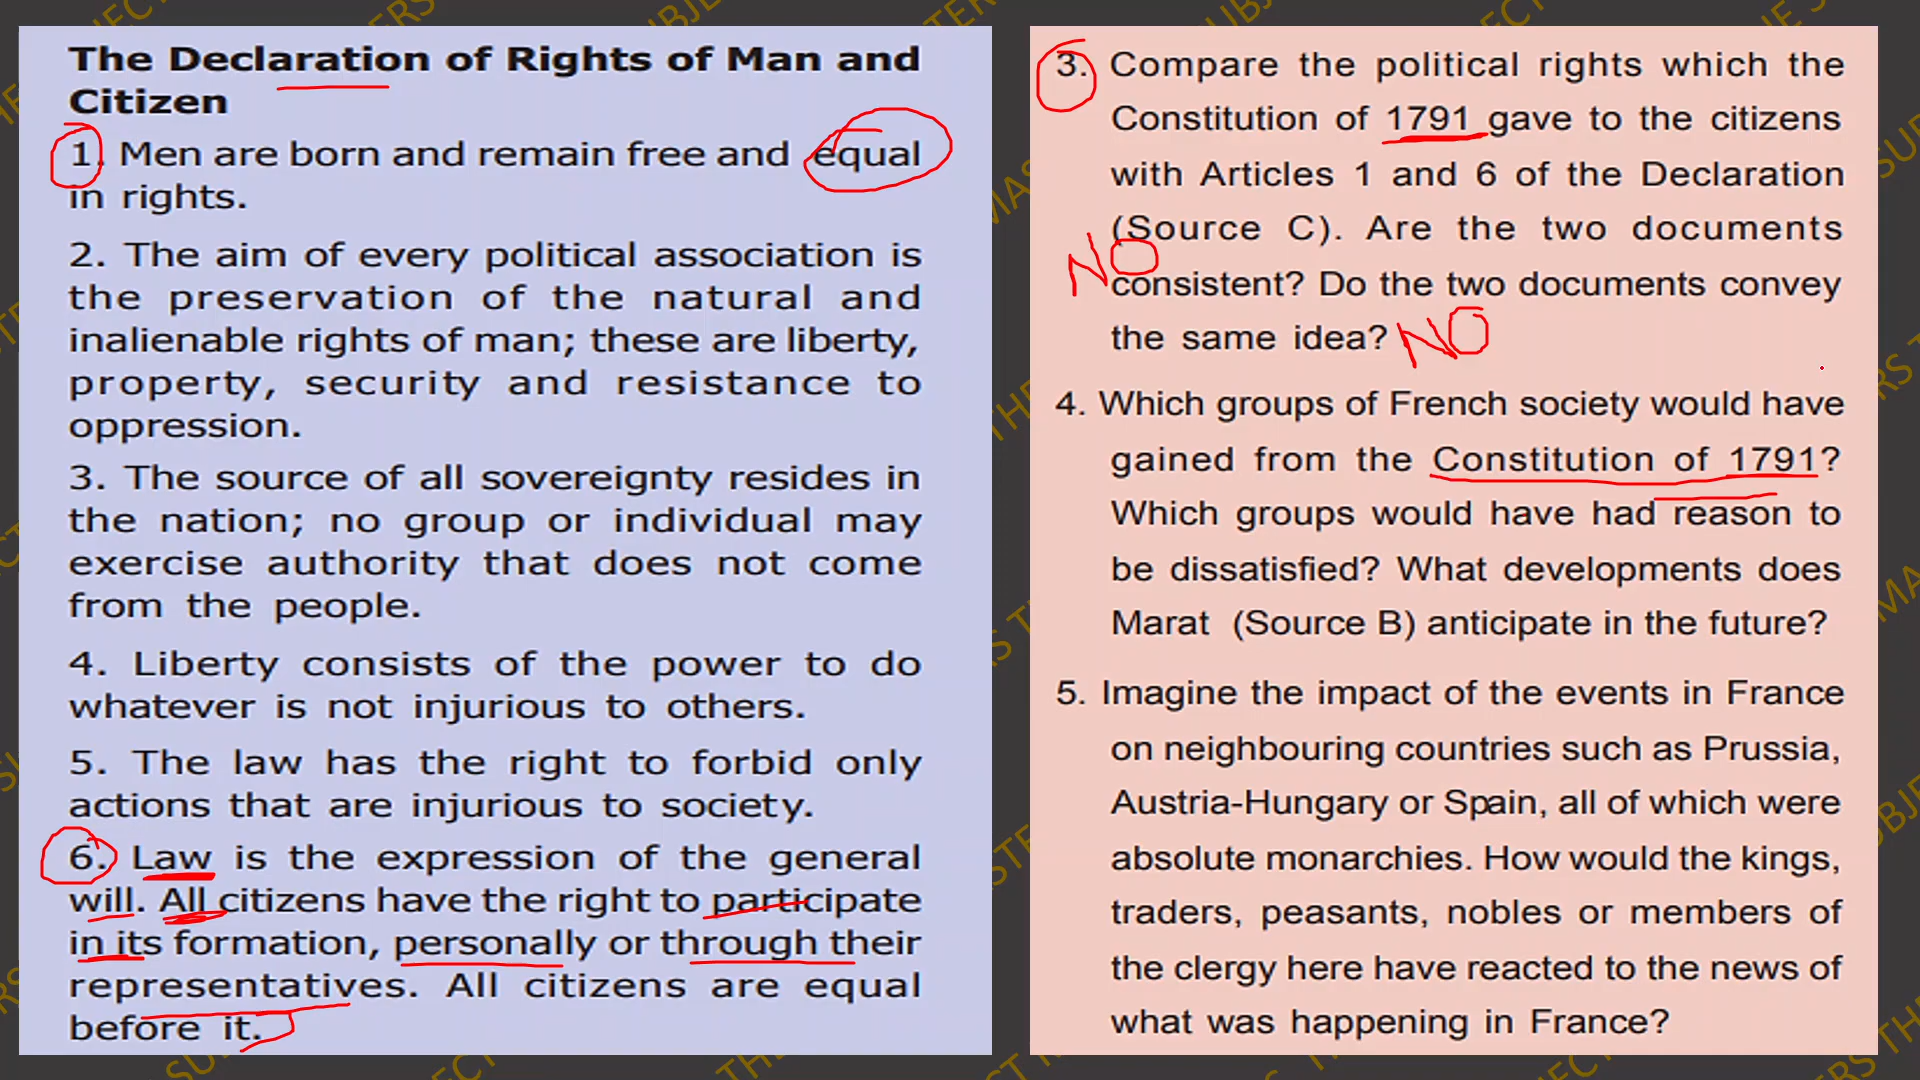 The Declaration of Rights of Man and
Citizen
1. Men are born and remain free and equal
in rights.
2. The aim of every political association is
the preservation of the natural and
inalienable rights of man; these are liberty,
property, security and resistance to
oppression.
3. The source of all sovereignty resides in
the nation; no group or individual may
exercise authority that does not come
from the people.
4. Liberty consists of the power to do
whatever is not injurious to others.
5. The law has the right to forbid only
actions that are injurious to society.
6. Law is the expression of the general
will. All citizens have the right to participate
in its formation, personally or through their
representatives. All citizens are equal
before it.
3. Compare the political rights which the
Constitution of 1791 gave to the citizens
with Articles 1 and 6 of the Declaration
(Source C). Are the two documents
NO
consistent? Do the two documents convey
the same idea? NO
4. Which groups of French society would have
gained from the Constitution of 1791?
Which groups would have had reason to
be dissatisfied? What developments does
Marat (Source B) anticipate in the future?
5. Imagine the impact of the events in France
on neighbouring countries such as Prussia,
Austria-Hungary or Spain, all of which were
absolute monarchies. How would the kings,
traders, peasants, nobles or members of
the clergy here have reacted to the news of
what was happening in France?